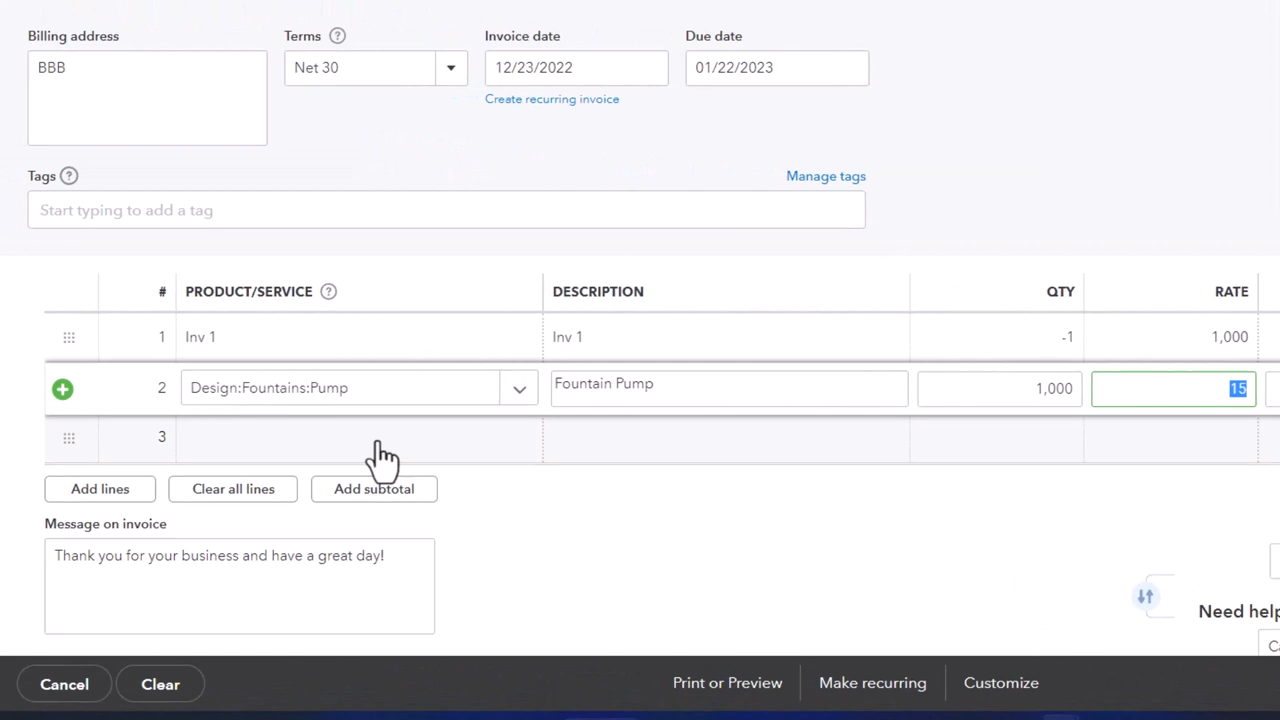 Billing address
Terms ?
Invoice date
Due date
BBB
Net 30
12/23/2022
01/22/2023
Create recurring invoice
Tags ?
Manage tags
Start typing to add a tag
# PRODUCT/SERVICE ? DESCRIPTION QTY RATE
1 Inv 1 Inv 1 -1 1,000
2 Design:Fountains:Pump Fountain Pump 1,000 15
3
Add lines
Clear all lines
Add subtotal
Message on invoice
Thank you for your business and have a great day!
Need help
Cancel
Clear
Print or Preview
Make recurring
Customize